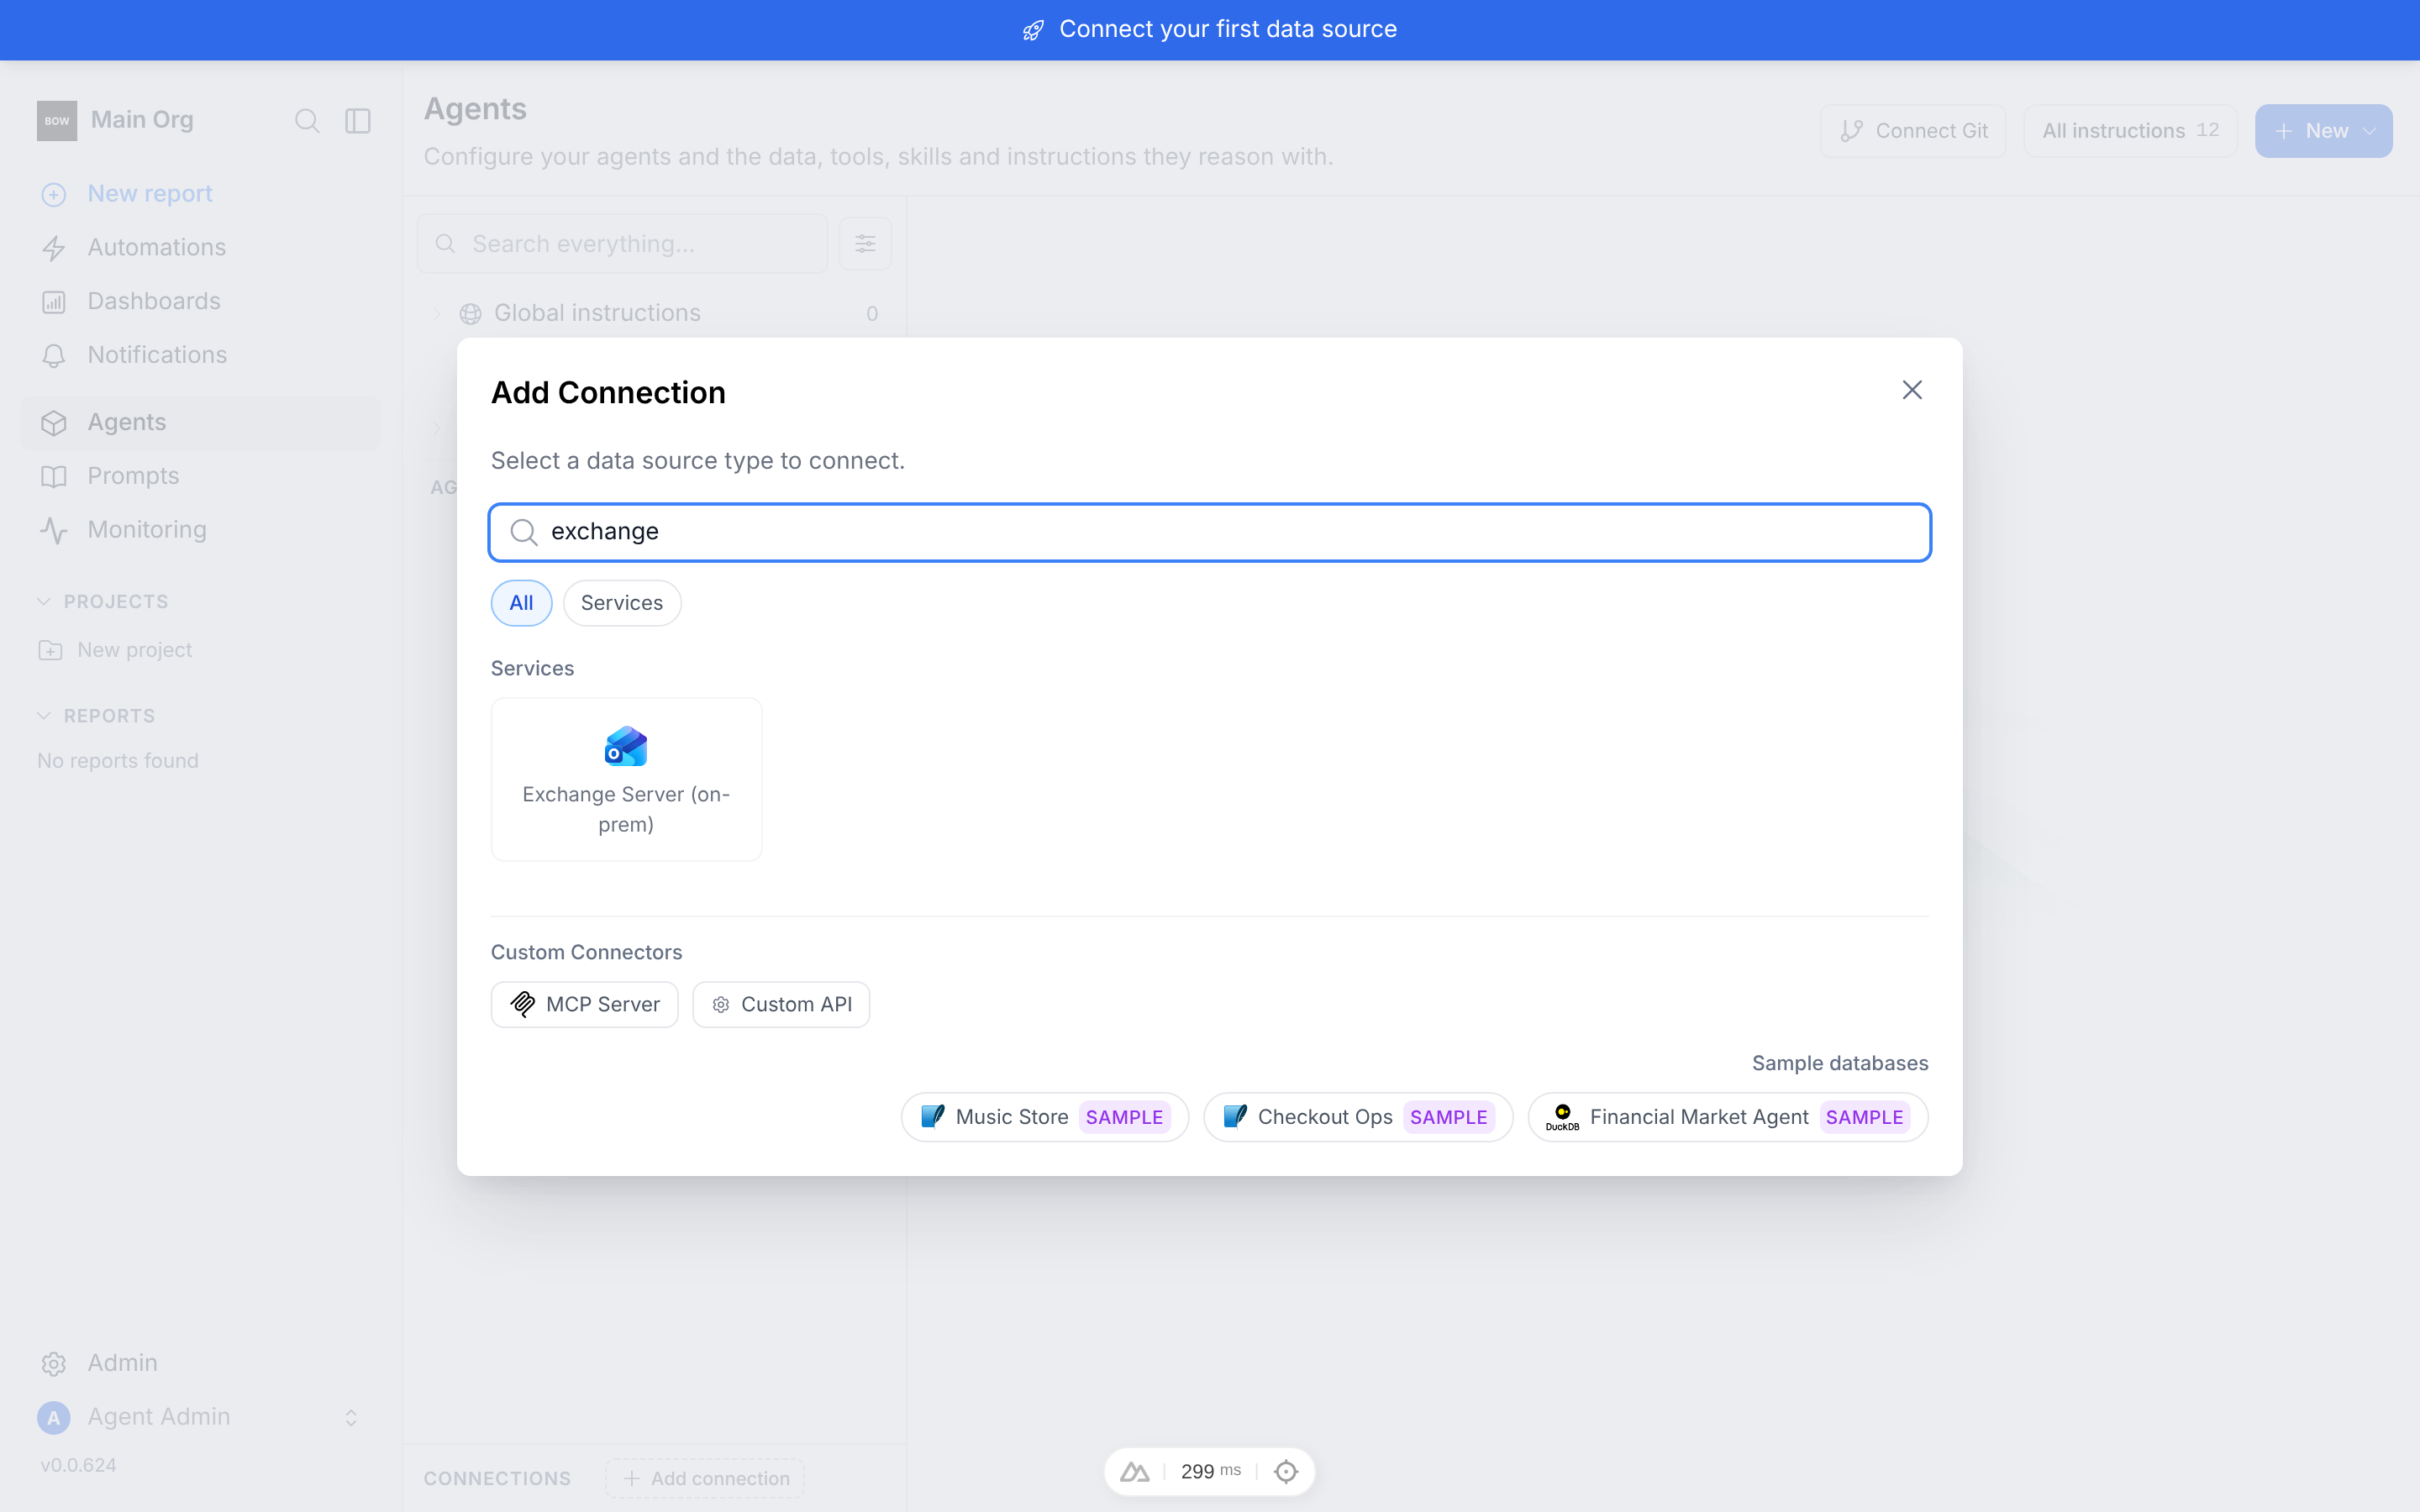 Connect your first data source
BOW Main Org
New report
Automations
Dashboards
Notifications
Agents
Prompts
Monitoring
PROJECTS
New project
REPORTS
No reports found
Admin
A Agent Admin
v0.0.624
Agents
Configure your agents and the data, tools, skills and instructions they reason with.
Connect Git
All instructions 12
New
Search everything...
Global instructions 0
AG
Add Connection
Select a data source type to connect.
exchange
All
Services
Services
Exchange Server (on-
prem)
Custom Connectors
MCP Server
Custom API
Sample databases
Music Store SAMPLE
Checkout Ops SAMPLE
DuckDB Financial Market Agent SAMPLE
CONNECTIONS
Add connection
299 ms